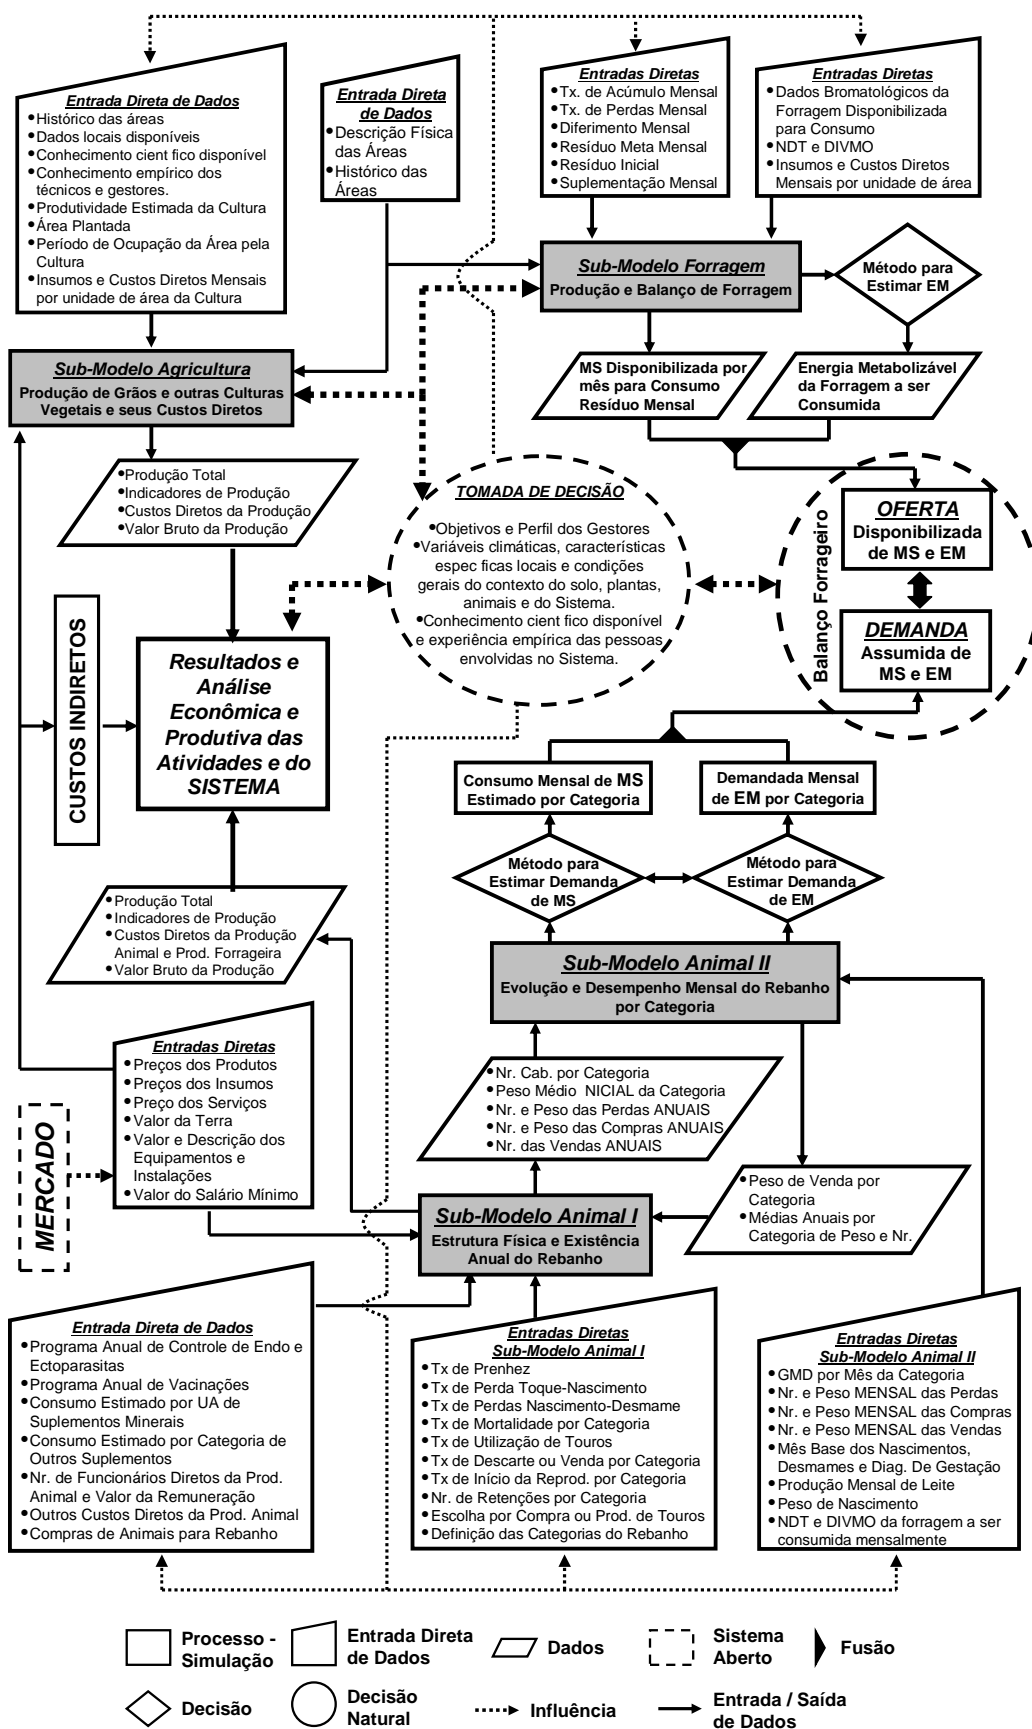 Entrada Direta de Dados
•Histórico das áreas
•Dados locais disponíveis
•Conhecimento cient fico disponível
•Conhecimento empírico dos
técnicos e gestores.
•Produtividade Estimada da Cultura
•Área Plantada
•Período de Ocupação da Área pela
Cultura
•Insumos e Custos Diretos Mensais
por unidade de área da Cultura
Entrada Direta
de Dados
•Descrição Física
das Áreas
•Histórico das
Áreas
Entradas Diretas
•Tx. de Acúmulo Mensal
•Tx. de Perdas Mensal
•Diferimento Mensal
•Resíduo Meta Mensal
•Resíduo Inicial
•Suplementação Mensal
Entradas Diretas
•Dados Bromatológicos da
Forragem Disponibilizada
para Consumo
•NDT e DIVMO
•Insumos e Custos Diretos
Mensais por unidade de área
Sub-Modelo Forragem
Produção e Balanço de Forragem
Método para
Estimar EM
Sub-Modelo Agricultura
Produção de Grãos e outras Culturas
Vegetais e seus Custos Diretos
MS Disponibilizada por
mês para Consumo
Resíduo Mensal
Energia Metabolizável
da Forragem a ser
Consumida
•Produção Total
•Indicadores de Produção
•Custos Diretos da Produção
•Valor Bruto da Produção
TOMADA DE DECISÃO
•Objetivos e Perfil dos Gestores
•Variáveis climáticas, características
espec ficas locais e condições
gerais do contexto do solo, plantas,
animais e do Sistema.
•Conhecimento cient fico disponível
e experiência empírica das pessoas
envolvidas no Sistema.
Balanço Forrageiro
OFERTA
Disponibilizada
de MS e EM
DEMANDA
Assumida de
MS e EM
CUSTOS INDIRETOS
Resultados e
Análise
Econômica e
Produtiva das
Atividades e do
SISTEMA
Consumo Mensal de MS
Estimado por Categoria
Demandada Mensal
de EM por Categoria
Método para
Estimar Demanda
de MS
Método para
Estimar Demanda
de EM
•Produção Total
•Indicadores de Produção
•Custos Diretos da Produção
Animal e Prod. Forrageira
•Valor Bruto da Produção
Sub-Modelo Animal II
Evolução e Desempenho Mensal do Rebanho
por Categoria
Entradas Diretas
•Preços dos Produtos
•Preços dos Insumos
•Preço dos Serviços
•Valor da Terra
•Valor e Descrição dos
Equipamentos e
Instalações
•Valor do Salário Mínimo
MERCADO
•Nr. Cab. por Categoria
•Peso Médio NICIAL da Categoria
•Nr. e Peso das Perdas ANUAIS
•Nr. e Peso das Compras ANUAIS
•Nr. das Vendas ANUAIS
•Peso de Venda por
Categoria
•Médias Anuais por
Categoria de Peso e Nr.
Sub-Modelo Animal I
Estrutura Física e Existência
Anual do Rebanho
Entrada Direta de Dados
•Programa Anual de Controle de Endo e
Ectoparasitas
•Programa Anual de Vacinações
•Consumo Estimado por UA de
Suplementos Minerais
•Consumo Estimado por Categoria de
Outros Suplementos
•Nr. de Funcionários Diretos da Prod.
Animal e Valor da Remuneração
•Outros Custos Diretos da Prod. Animal
•Compras de Animais para Rebanho
Entradas Diretas
Sub-Modelo Animal I
•Tx de Prenhez
•Tx de Perda Toque-Nascimento
•Tx de Perdas Nascimento-Desmame
•Tx de Mortalidade por Categoria
•Tx de Utilização de Touros
•Tx de Descarte ou Venda por Categoria
•Tx de Início da Reprod. por Categoria
•Nr. de Retenções por Categoria
•Escolha por Compra ou Prod. de Touros
•Definição das Categorias do Rebanho
Entradas Diretas
Sub-Modelo Animal II
•GMD por Mês da Categoria
•Nr. e Peso MENSAL das Perdas
•Nr. e Peso MENSAL das Compras
•Nr. e Peso MENSAL das Vendas
•Mês Base dos Nascimentos,
Desmames e Diag. De Gestação
•Produção Mensal de Leite
•Peso de Nascimento
•NDT e DIVMO da forragem a ser
consumida mensalmente
Processo -
Simulação
Entrada Direta
de Dados
Dados
Sistema
Aberto
Fusão
Decisão
Decisão
Natural
Influência
Entrada / Saída
de Dados